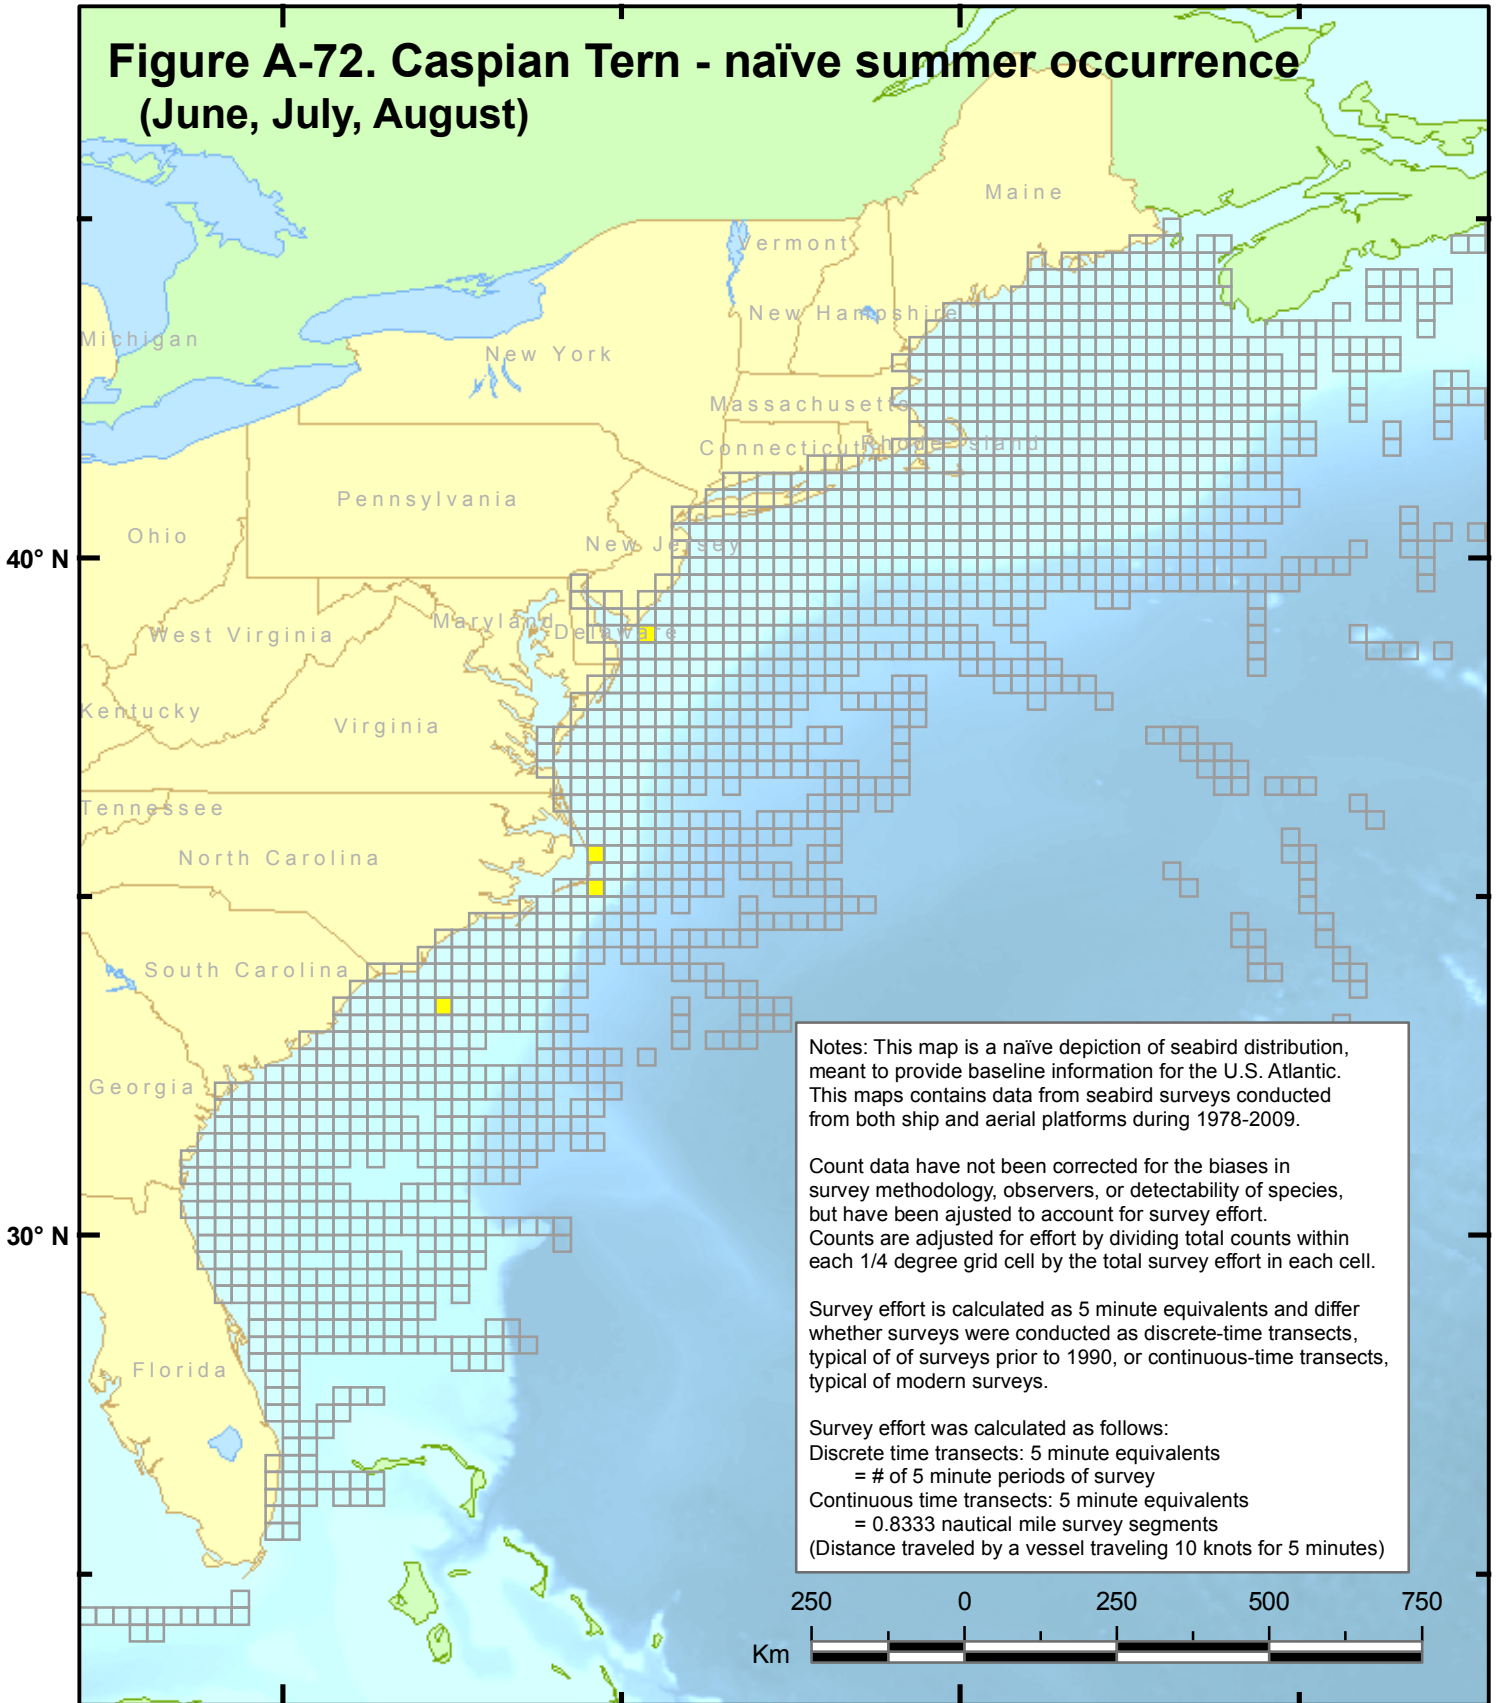 Figure A-72. Caspian Tern - naïve summer occurrence
(June, July, August)
Maine
Vermont
New Hampshire
Michigan
New York
Massachusetts
Connecticut
Rhode Island
Pennsylvania
Ohio
New Jersey
40° N
Maryland
Delaware
West Virginia
Kentucky
Virginia
Tennessee
North Carolina
South Carolina
Georgia
30° N
Florida
Notes: This map is a naïve depiction of seabird distribution,
meant to provide baseline information for the U.S. Atlantic.
This maps contains data from seabird surveys conducted
from both ship and aerial platforms during 1978-2009.
Count data have not been corrected for the biases in
survey methodology, observers, or detectability of species,
but have been ajusted to account for survey effort.
Counts are adjusted for effort by dividing total counts within
each 1/4 degree grid cell by the total survey effort in each cell.
Survey effort is calculated as 5 minute equivalents and differ
whether surveys were conducted as discrete-time transects,
typical of of surveys prior to 1990, or continuous-time transects,
typical of modern surveys.
Survey effort was calculated as follows:
Discrete time transects: 5 minute equivalents
= # of 5 minute periods of survey
Continuous time transects: 5 minute equivalents
= 0.8333 nautical mile survey segments
(Distance traveled by a vessel traveling 10 knots for 5 minutes)
250 0 250 500 750
Km